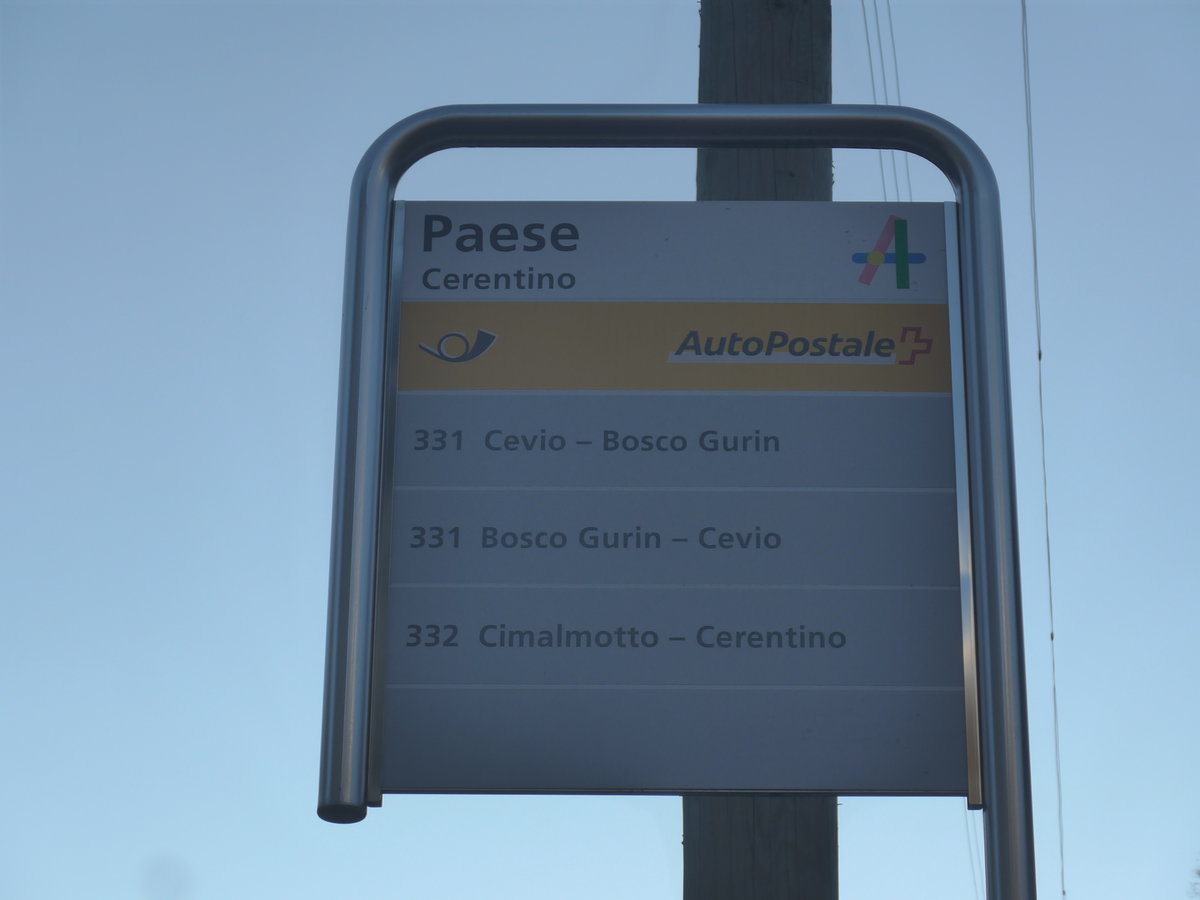 Paese
Cerentino
AutoPostale
331 Cevio – Bosco Gurin
331 Bosco Gurin – Cevio
332 Cimalmotto – Cerentino